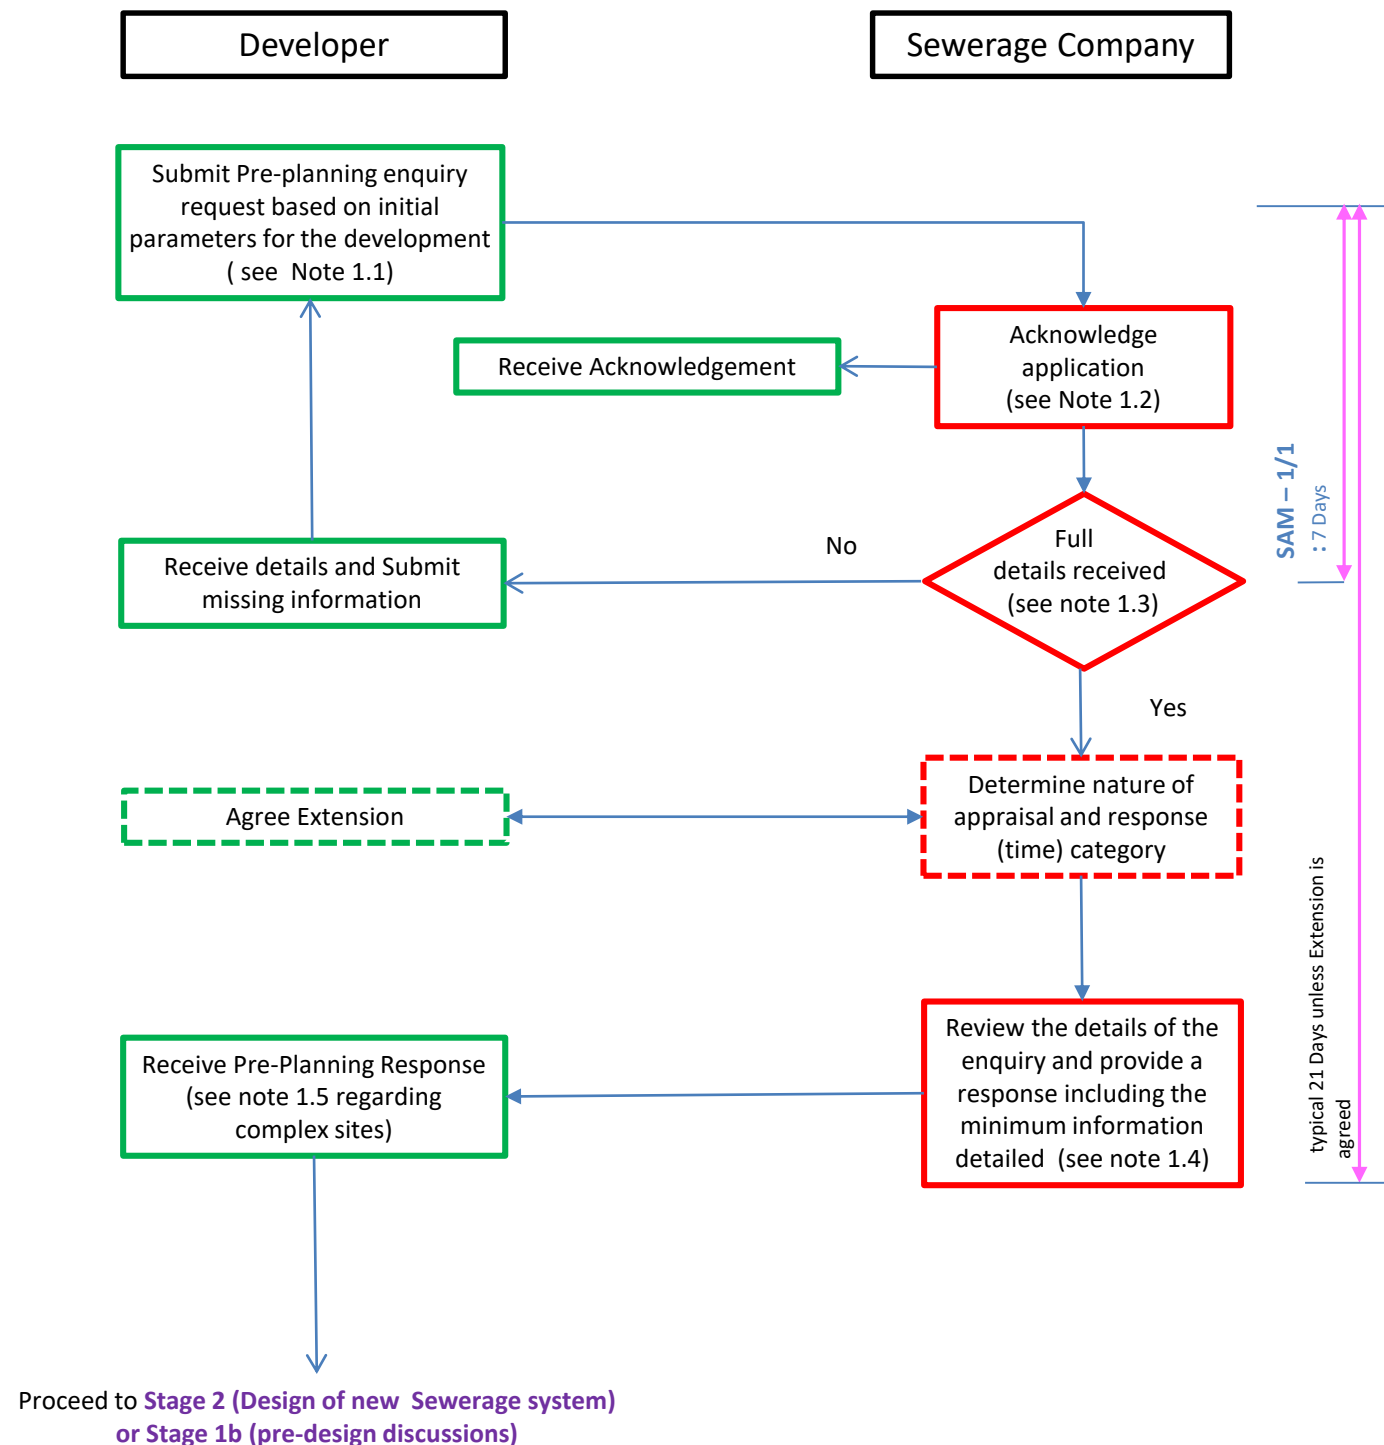 Developer
Sewerage Company
Submit Pre-planning enquiry
request based on initial
parameters for the development
( see  Note 1.1)
Acknowledge
application
(see Note 1.2)
Receive Acknowledgement
SAM – 1/1
: 7 Days
Full
details received
(see note 1.3)
No
Receive details and Submit
missing information
Yes
Determine nature of
appraisal and response
(time) category
Agree Extension
typical 21 Days unless Extension is
agreed
Review the details of the
enquiry and provide a
response including the
minimum information
detailed  (see note 1.4)
Receive Pre-Planning Response
(see note 1.5 regarding
complex sites)
Proceed to Stage 2 (Design of new  Sewerage system)
or Stage 1b (pre-design discussions)